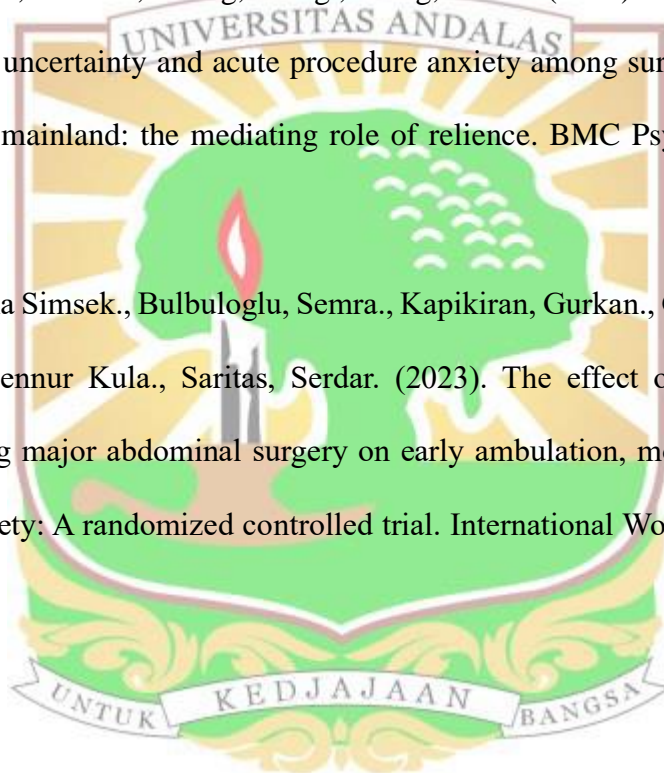 UNIVERSITAS ANDALAS
uncertainty and acute procedure anxiety among sur
mainland: the mediating role of relience. BMC Psy
a Simsek., Bulbuloglu, Semra., Kapikiran, Gurkan.,
ennur Kula., Saritas, Serdar. (2023). The effect o
g major abdominal surgery on early ambulation, mo
ety: A randomized controlled trial. International Wo
UNTUK KEDJAJAAN BANGSA